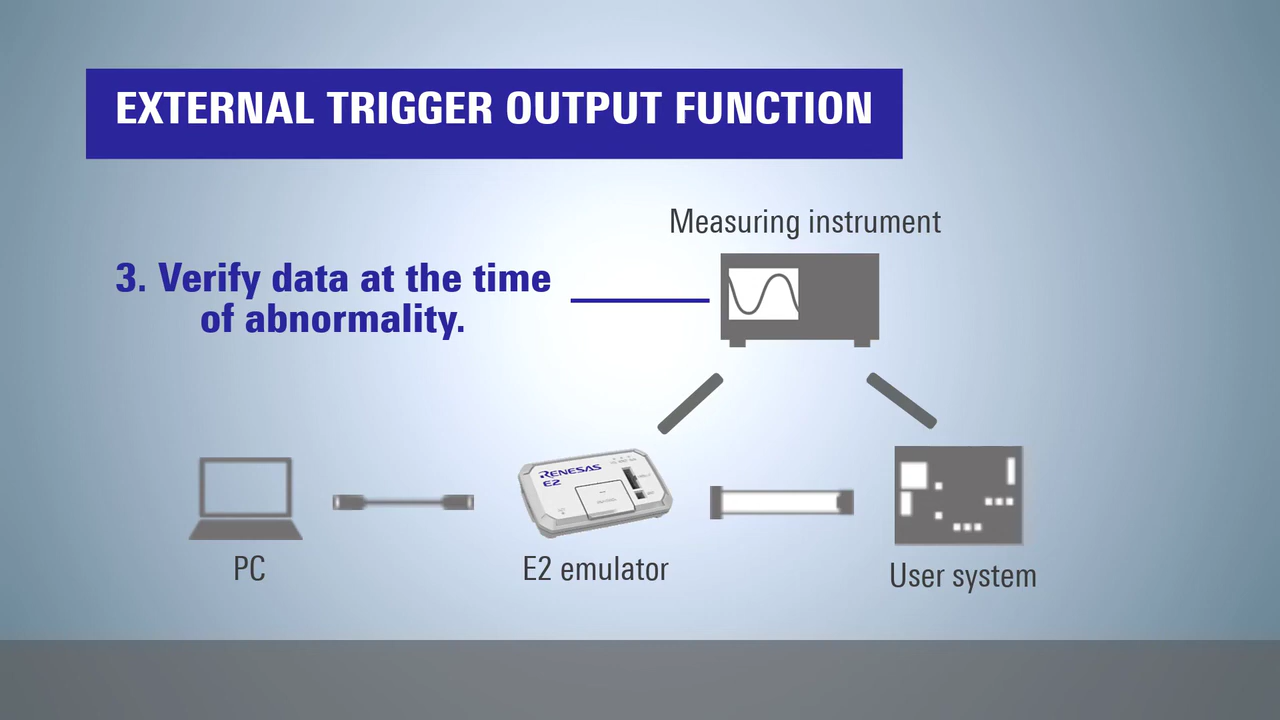 EXTERNAL TRIGGER OUTPUT FUNCTION
Measuring instrument
3. Verify data at the time
of abnormality.
RENESAS
E2
PC
E2 emulator
User system